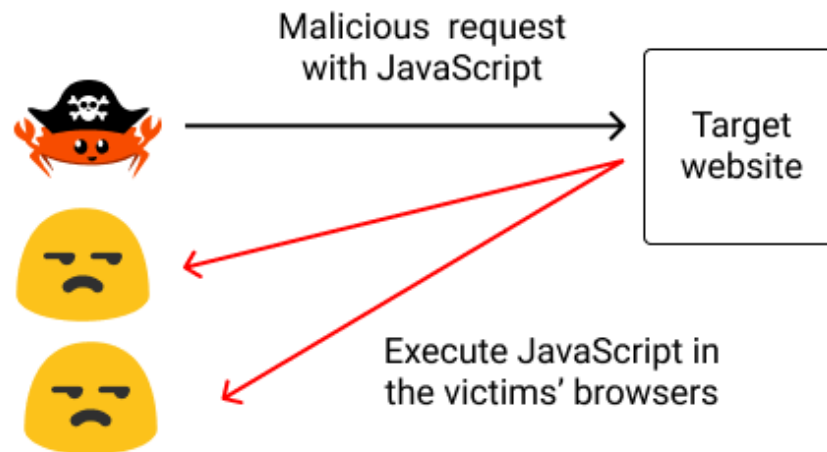 Malicious request
with JavaScript
Target
website
Execute JavaScript in
the victims’ browsers